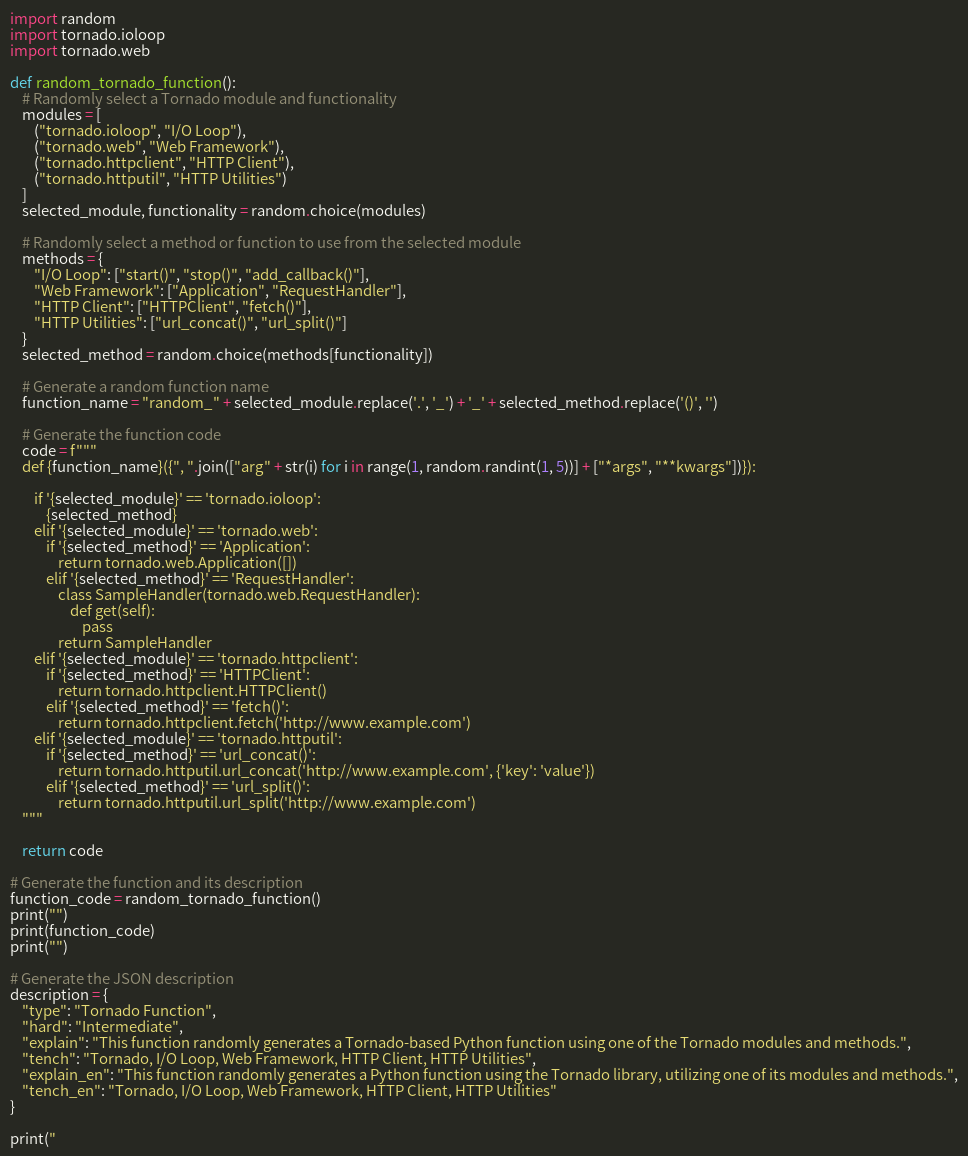 import random
import tornado.ioloop
import tornado.web

def random_tornado_function():
    # Randomly select a Tornado module and functionality
    modules = [
        ("tornado.ioloop", "I/O Loop"),
        ("tornado.web", "Web Framework"),
        ("tornado.httpclient", "HTTP Client"),
        ("tornado.httputil", "HTTP Utilities")
    ]
    selected_module, functionality = random.choice(modules)

    # Randomly select a method or function to use from the selected module
    methods = {
        "I/O Loop": ["start()", "stop()", "add_callback()"],
        "Web Framework": ["Application", "RequestHandler"],
        "HTTP Client": ["HTTPClient", "fetch()"],
        "HTTP Utilities": ["url_concat()", "url_split()"]
    }
    selected_method = random.choice(methods[functionality])

    # Generate a random function name
    function_name = "random_" + selected_module.replace('.', '_') + '_' + selected_method.replace('()', '')

    # Generate the function code
    code = f"""
    def {function_name}({", ".join(["arg" + str(i) for i in range(1, random.randint(1, 5))] + ["*args", "**kwargs"])}):

        if '{selected_module}' == 'tornado.ioloop':
            {selected_method}
        elif '{selected_module}' == 'tornado.web':
            if '{selected_method}' == 'Application':
                return tornado.web.Application([])
            elif '{selected_method}' == 'RequestHandler':
                class SampleHandler(tornado.web.RequestHandler):
                    def get(self):
                        pass
                return SampleHandler
        elif '{selected_module}' == 'tornado.httpclient':
            if '{selected_method}' == 'HTTPClient':
                return tornado.httpclient.HTTPClient()
            elif '{selected_method}' == 'fetch()':
                return tornado.httpclient.fetch('http://www.example.com')
        elif '{selected_module}' == 'tornado.httputil':
            if '{selected_method}' == 'url_concat()':
                return tornado.httputil.url_concat('http://www.example.com', {'key': 'value'})
            elif '{selected_method}' == 'url_split()':
                return tornado.httputil.url_split('http://www.example.com')
    """

    return code

# Generate the function and its description
function_code = random_tornado_function()
print("")
print(function_code)
print("")

# Generate the JSON description
description = {
    "type": "Tornado Function",
    "hard": "Intermediate",
    "explain": "This function randomly generates a Tornado-based Python function using one of the Tornado modules and methods.",
    "tench": "Tornado, I/O Loop, Web Framework, HTTP Client, HTTP Utilities",
    "explain_en": "This function randomly generates a Python function using the Tornado library, utilizing one of its modules and methods.",
    "tench_en": "Tornado, I/O Loop, Web Framework, HTTP Client, HTTP Utilities"
}

print("